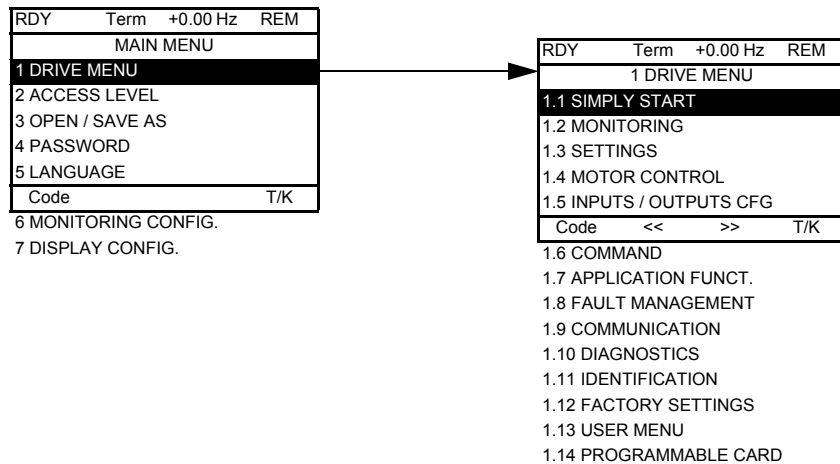 RDY Term +0.00 Hz REM
MAIN MENU
1 DRIVE MENU
2 ACCESS LEVEL
3 OPEN / SAVE AS
4 PASSWORD
5 LANGUAGE
Code T/K
6 MONITORING CONFIG.
7 DISPLAY CONFIG.
RDY Term +0.00 Hz REM
1 DRIVE MENU
1.1 SIMPLY START
1.2 MONITORING
1.3 SETTINGS
1.4 MOTOR CONTROL
1.5 INPUTS / OUTPUTS CFG
Code << >> T/K
1.6 COMMAND
1.7 APPLICATION FUNCT.
1.8 FAULT MANAGEMENT
1.9 COMMUNICATION
1.10 DIAGNOSTICS
1.11 IDENTIFICATION
1.12 FACTORY SETTINGS
1.13 USER MENU
1.14 PROGRAMMABLE CARD